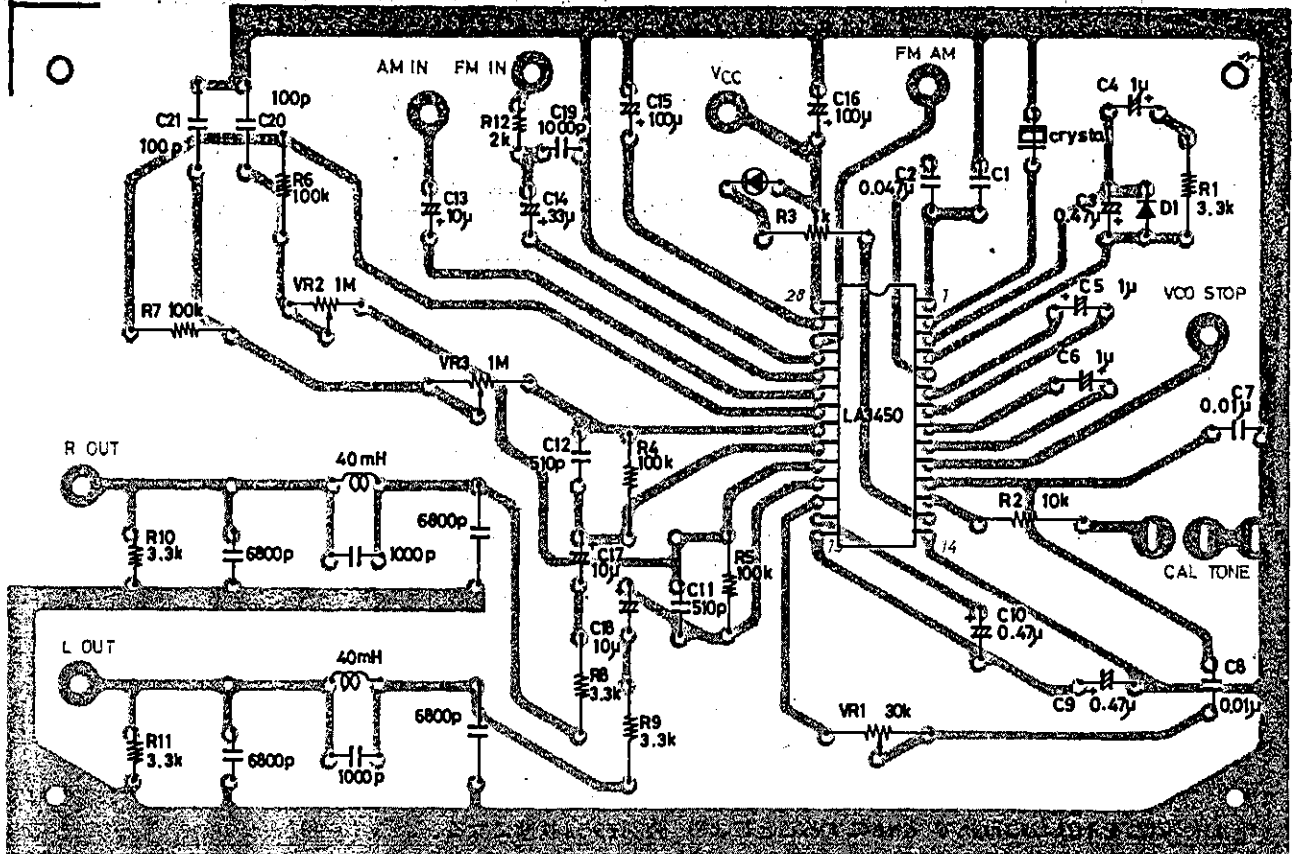 AM IN
FM IN
VCC
FM AM
C4
1μ
C21
100p
C20
100p
R12
2k
C19
1000p
C15
100μ
C16
100μ
crystal
R6
100k
C13
10μ
C14
33μ
C2
0.047μ
C1
C3
0.47μ
D1
R1
3.3k
R3
1k
VR2 1M
28
1
C5
1μ
VCO STOP
R7 100k
VR3 1M
C6
1μ
LA3450
C7
0.01μ
R OUT
40mH
C12
510p
R4
100k
R2 10k
R10
3.3k
6800p
1000p
6800p
C17
10μ
C11
510p
R5
100k
15
14
CAL TONE
L OUT
40mH
C18
10μ
C10
0.47μ
R8
3.3k
R9
3.3k
C8
0.01μ
C9
0.47μ
VR1 30k
R11
3.3k
6800p
1000p
6800p